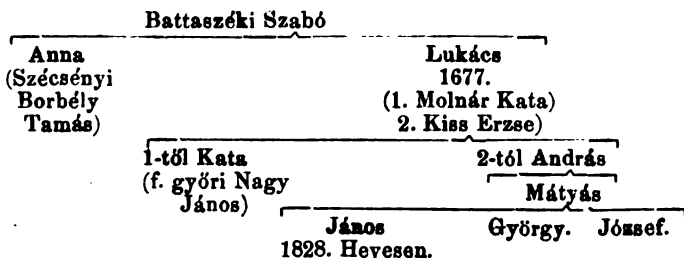 Battaszéki Szabó
Anna
(Szécsényi
Borbély
Tamás)
Lukács
1677.
(1. Molnár Kata)
2. Kiss Erzse)
1-től Kata
(f. győri Nagy
János)
2-tól András
Mátyás
János
1828. Hevesen.
György. József.